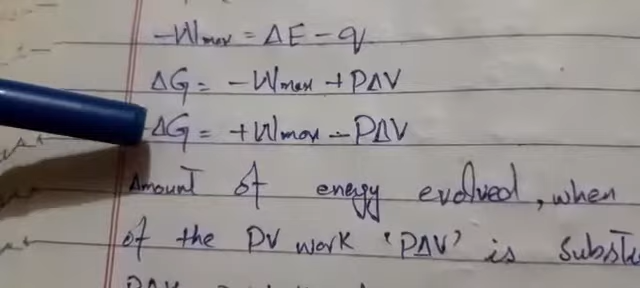 -Wmax = ΔE - q
ΔG = -Wmax + PΔV
-ΔG = +Wmax - PΔV
Amount of energy evolved, when
of the PV work 'PΔV' is